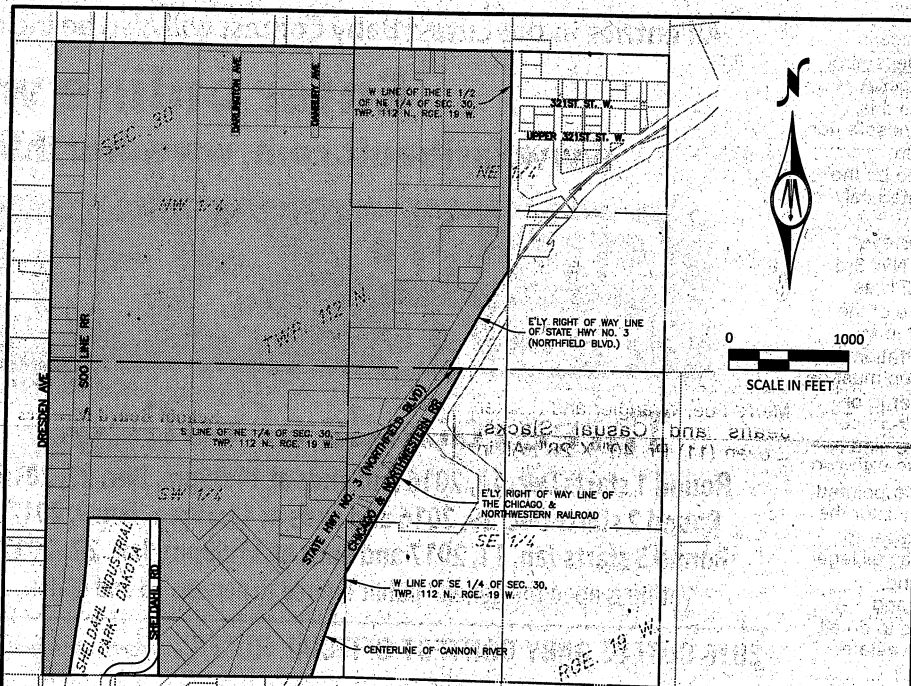 SEC. 30
DARLINGTON AVE
DANBURY AVE
W LINE OF THE E 1/2
OF NE 1/4 OF SEC. 30,
TWP. 112 N., RGE. 19 W.
321ST ST. W.
UPPER 321ST ST. W.
N
NW 1/4
NE 1/4
TWP. 112 N.
E'LY RIGHT OF WAY LINE
OF STATE HWY NO. 3
(NORTHFIELD BLVD.)
0 1000
SCALE IN FEET
DRESDEN AVE
SOO LINE RR
S LINE OF NE 1/4 OF SEC. 30,
TWP. 112 N., RGE. 19 W.
STATE HWY NO. 3 (NORTHFIELD BLVD)
CHICAGO & NORTHWESTERN RR
SW 1/4
E'LY RIGHT OF WAY LINE OF
THE CHICAGO &
NORTHWESTERN RAILROAD
SE 1/4
SHELDAHL INDUSTRIAL
PARK - DAKOTA
SHELDAHL RD
W LINE OF SE 1/4 OF SEC. 30,
TWP. 112 N., RGE. 19 W.
CENTERLINE OF CANNON RIVER
RGE. 19 W.